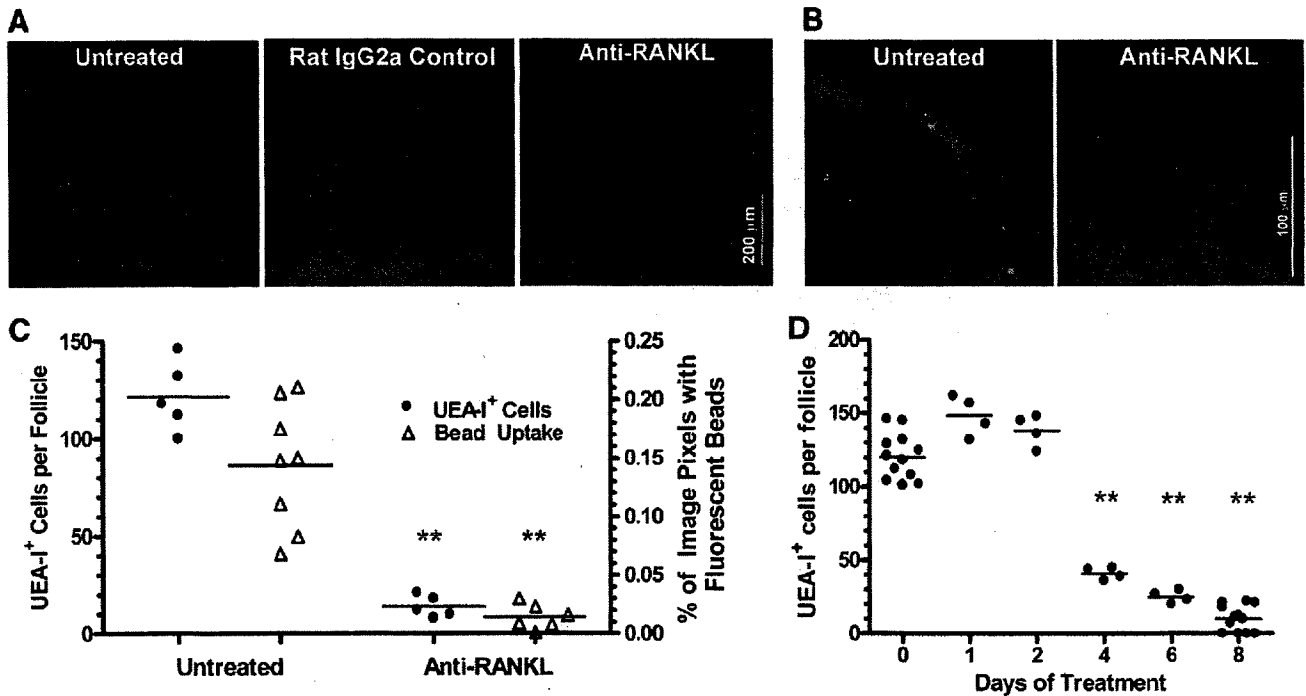 A
Untreated
Rat IgG2a Control
Anti-RANKL
200 μm
B
Untreated
Anti-RANKL
100 μm
C
UEA-I⁺ Cells per Follicle
150
100
50
0
UEA-I⁺ Cells
Bead Uptake
**
**
0.25
0.20
0.15
0.10
0.05
0.00
% of Image Pixels with
Fluorescent Beads
Untreated
Anti-RANKL
D
UEA-I⁺ cells per follicle
200
150
100
50
0
**
**
**
0
1
2
4
6
8
Days of Treatment